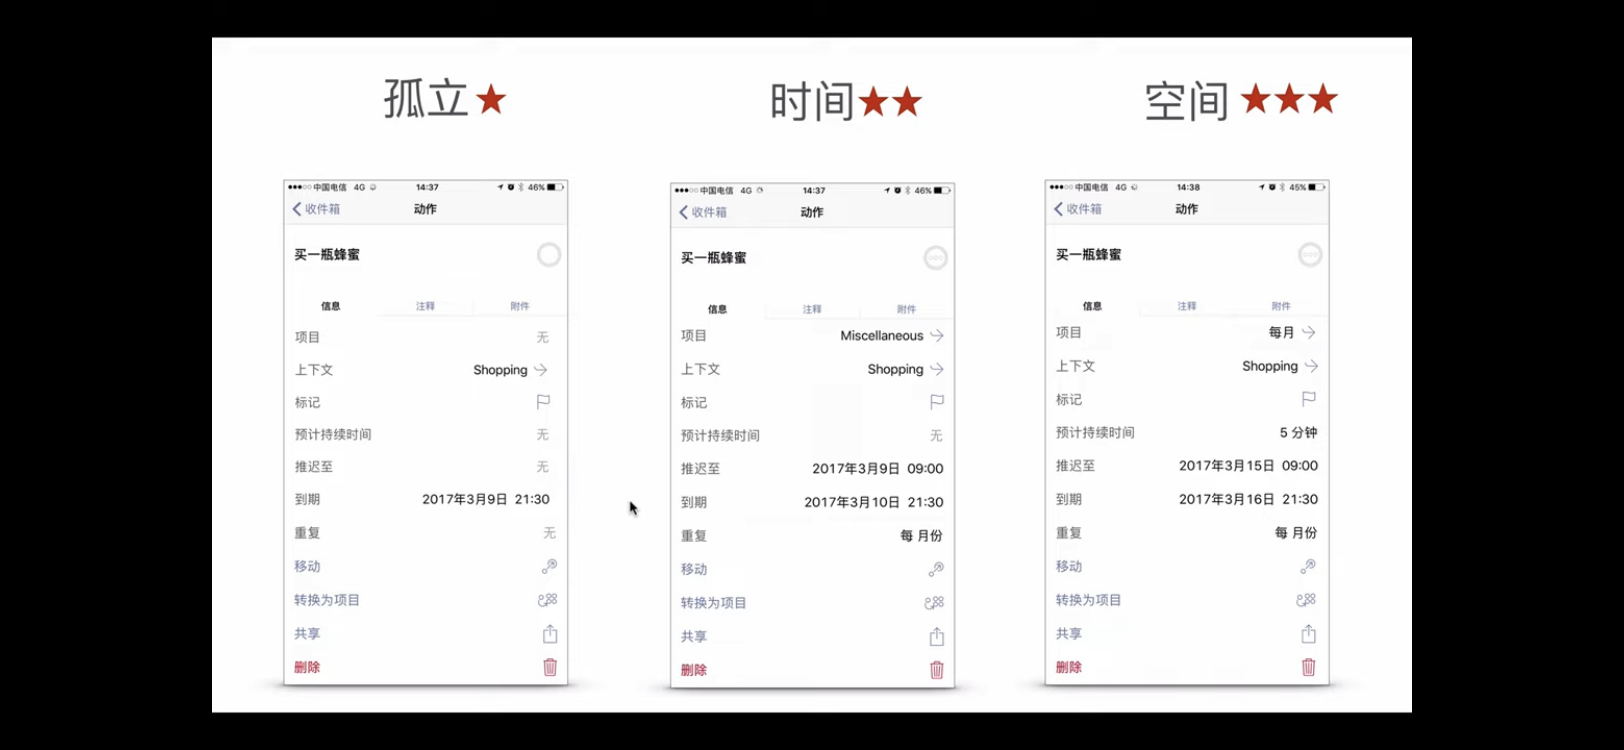 孤立★
时间★★
空间 ★★★
中国电信 4G 14:37 46%
收件箱 动作
买一瓶蜂蜜
信息 注释 附件
项目 无
上下文 Shopping
标记
预计持续时间 无
推迟至 无
到期 2017年3月9日 21:30
重复 无
移动
转换为项目
共享
删除
中国电信 4G 14:37 46%
收件箱 动作
买一瓶蜂蜜
信息 注释 附件
项目 Miscellaneous
上下文 Shopping
标记
预计持续时间 无
推迟至 2017年3月9日 09:00
到期 2017年3月10日 21:30
重复 每 月份
移动
转换为项目
共享
删除
中国电信 4G 14:38 45%
收件箱 动作
买一瓶蜂蜜
信息 注释 附件
项目 每月
上下文 Shopping
标记
预计持续时间 5 分钟
推迟至 2017年3月15日 09:00
到期 2017年3月16日 21:30
重复 每 月份
移动
转换为项目
共享
删除